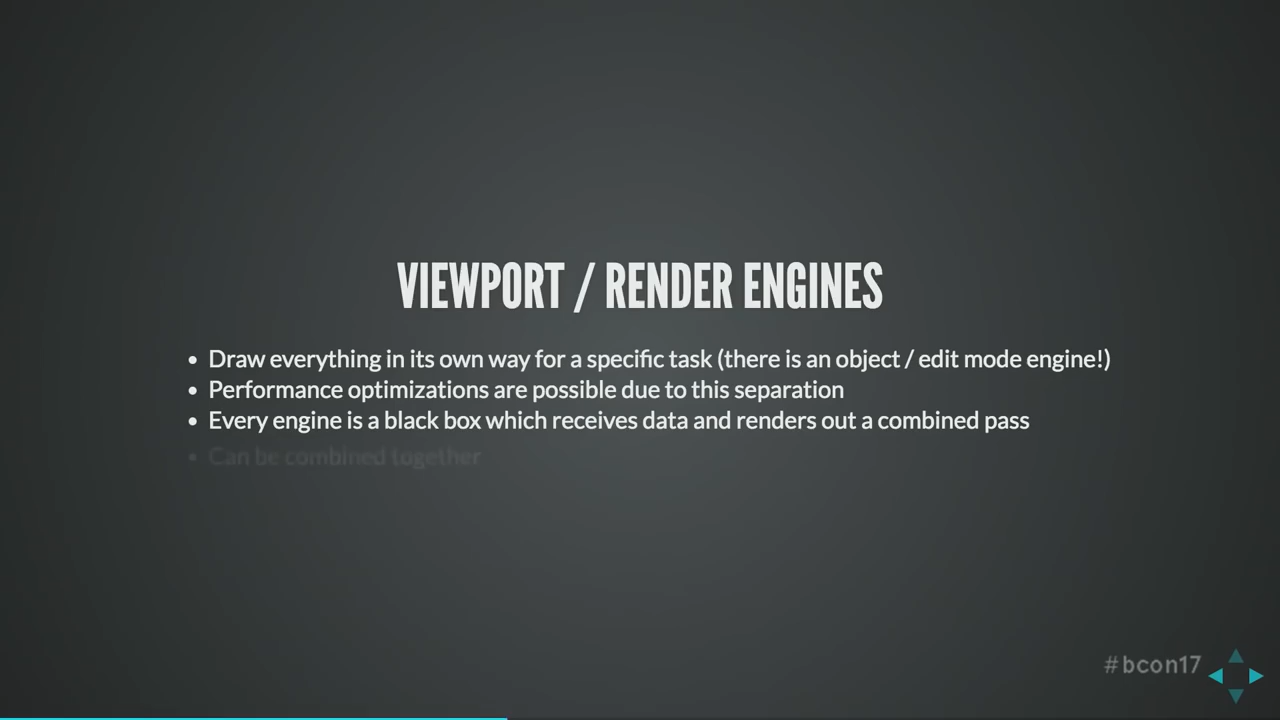 VIEWPORT / RENDER ENGINES
• Draw everything in its own way for a specific task (there is an object / edit mode engine!)
• Performance optimizations are possible due to this separation
• Every engine is a black box which receives data and renders out a combined pass
• Can be combined together
#bcon17